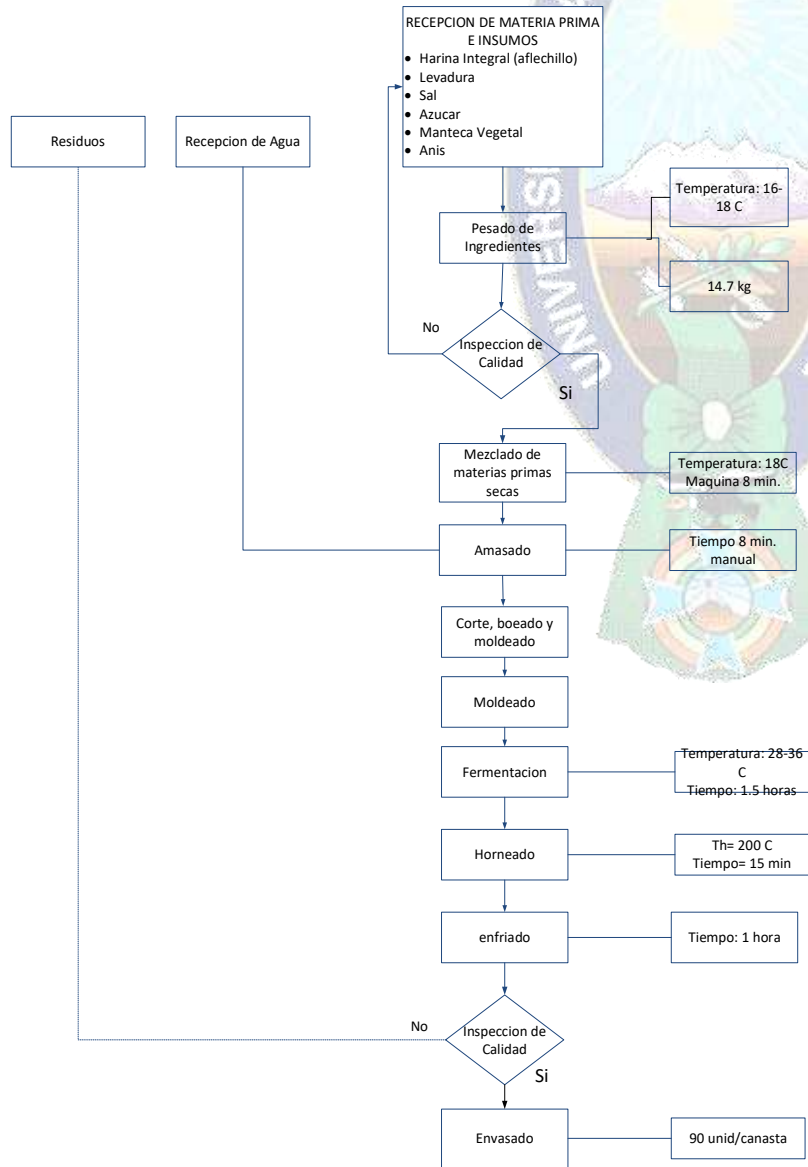 RECEPCION DE MATERIA PRIMA
E INSUMOS
• Harina Integral (aflechillo)
• Levadura
• Sal
• Azucar
• Manteca Vegetal
• Anis
Residuos
Recepcion de Agua
Temperatura: 16-
18 C
Pesado de
Ingredientes
14.7 kg
No
Inspeccion de
Calidad
Si
Mezclado de
materias primas
secas
Temperatura: 18C
Maquina 8 min.
Amasado
Tiempo 8 min.
manual
Corte, boeado y
moldeado
Moldeado
Fermentacion
Temperatura: 28-36
C
Tiempo: 1.5 horas
Horneado
Th= 200 C
Tiempo= 15 min
enfriado
Tiempo: 1 hora
No
Inspeccion de
Calidad
Si
Envasado
90 unid/canasta